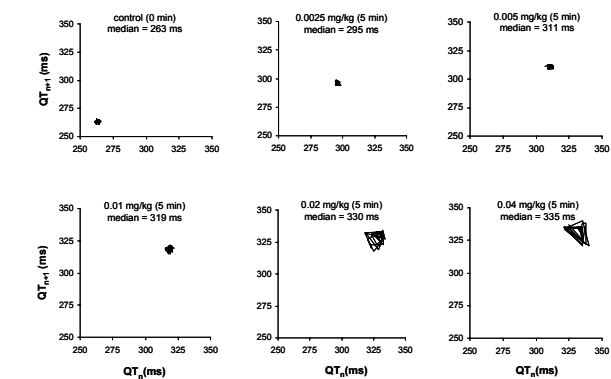 control (0 min)
median = 263 ms
0.0025 mg/kg (5 min)
median = 295 ms
0.005 mg/kg (5 min)
median = 311 ms
QTn+1 (ms)
350
325
300
275
250
250 275 300 325 350
350
325
300
275
250
250 275 300 325 350
350
325
300
275
250
250 275 300 325 350
0.01 mg/kg (5 min)
median = 319 ms
0.02 mg/kg (5 min)
median = 330 ms
0.04 mg/kg (5 min)
median = 335 ms
QTn+1 (ms)
350
325
300
275
250
250 275 300 325 350
QTn(ms)
350
325
300
275
250
250 275 300 325 350
QTn(ms)
350
325
300
275
250
250 275 300 325 350
QTn(ms)